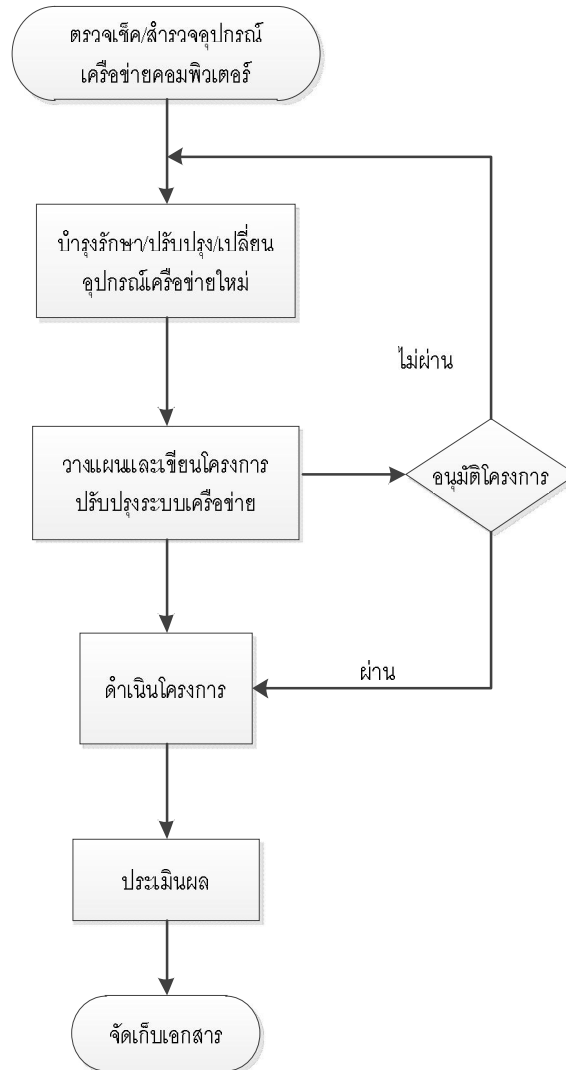 ตรวจเช็ค/สำรวจอุปกรณ์
เครือข่ายคอมพิวเตอร์
บำรุงรักษา/ปรับปรุง/เปลี่ยน
อุปกรณ์เครือข่ายใหม่
ไม่ผ่าน
วางแผนและเขียนโครงการ
ปรับปรุงระบบเครือข่าย
อนุมัติโครงการ
ผ่าน
ดำเนินโครงการ
ประเมินผล
จัดเก็บเอกสาร